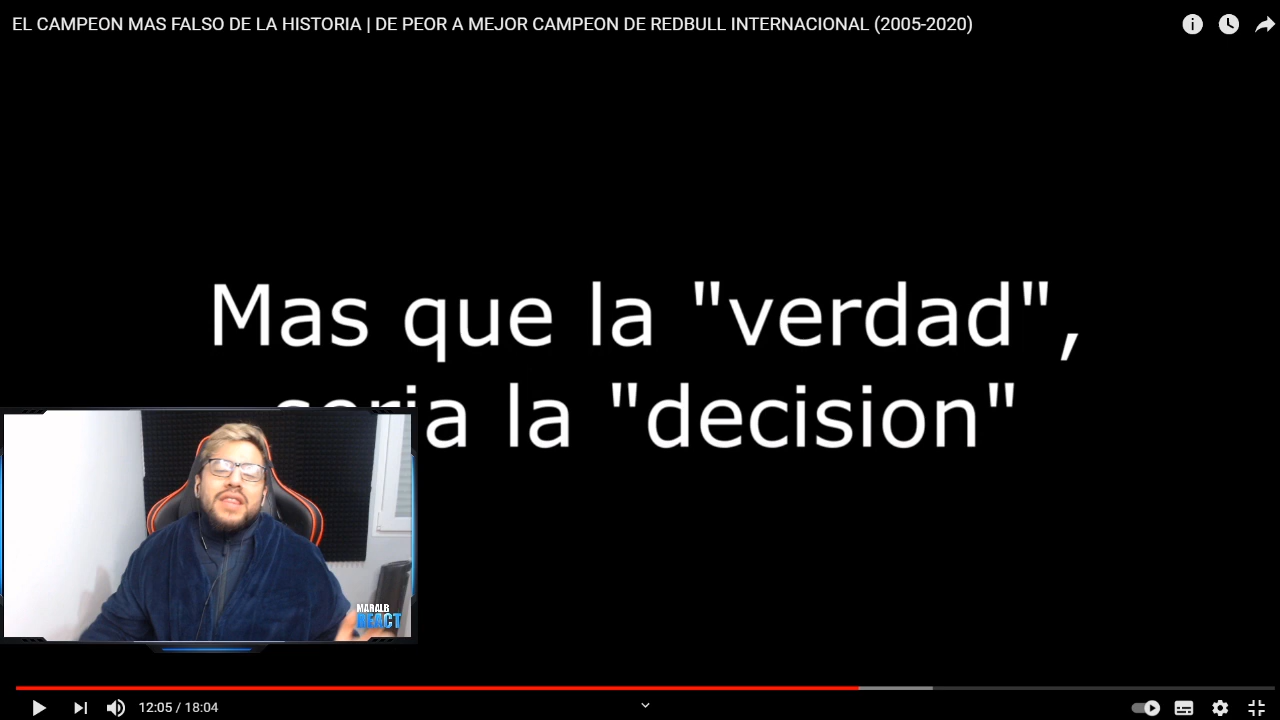 EL CAMPEON MAS FALSO DE LA HISTORIA | DE PEOR A MEJOR CAMPEON DE REDBULL INTERNACIONAL (2005-2020)
Mas que la "verdad",
seria la "decision"
MARALB
REACT
12:05 / 18:04